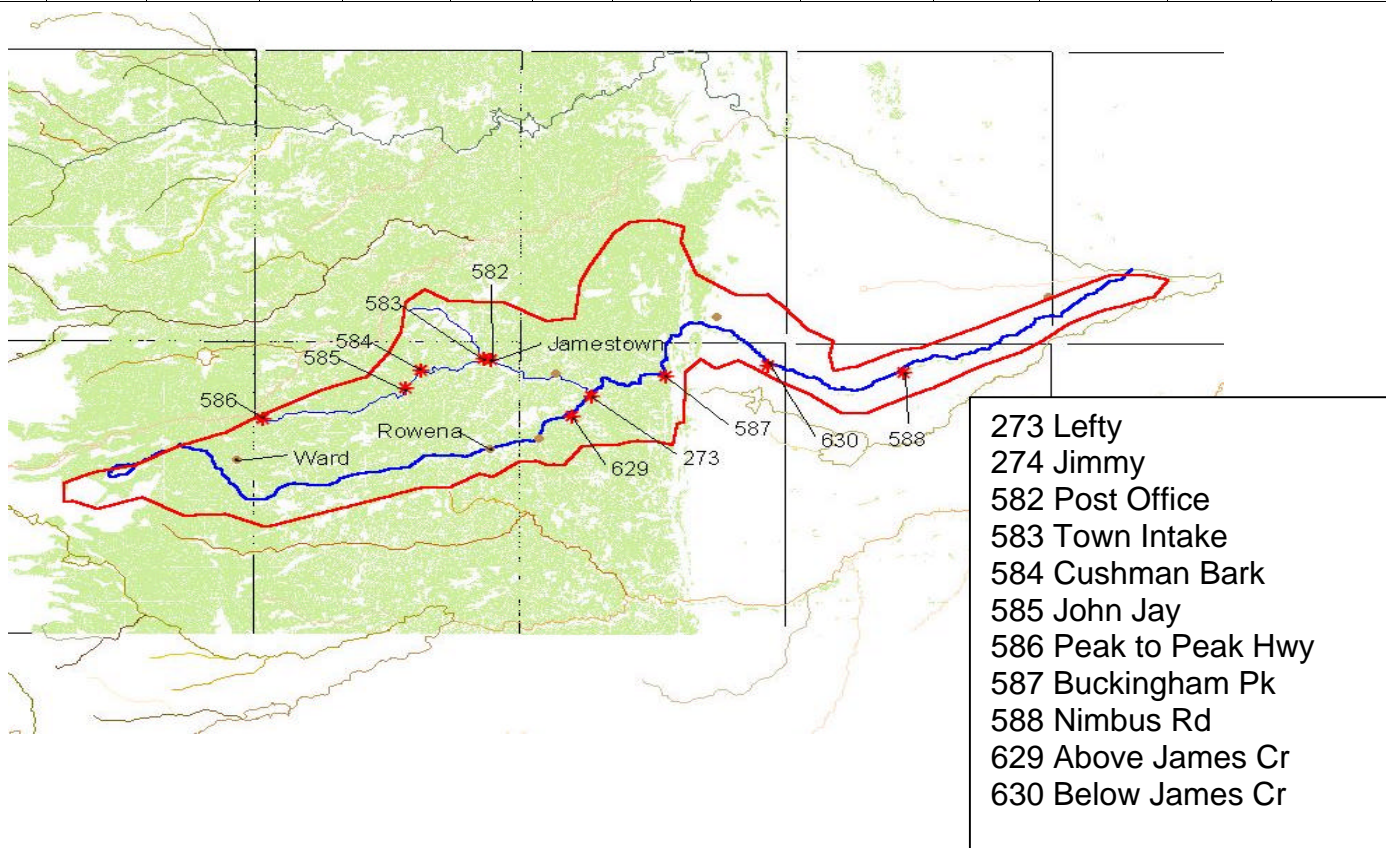 582
583
584
Jamestown
585
586
Rowena
587
630
588
Ward
629
273
273 Lefty
274 Jimmy
582 Post Office
583 Town Intake
584 Cushman Bark
585 John Jay
586 Peak to Peak Hwy
587 Buckingham Pk
588 Nimbus Rd
629 Above James Cr
630 Below James Cr